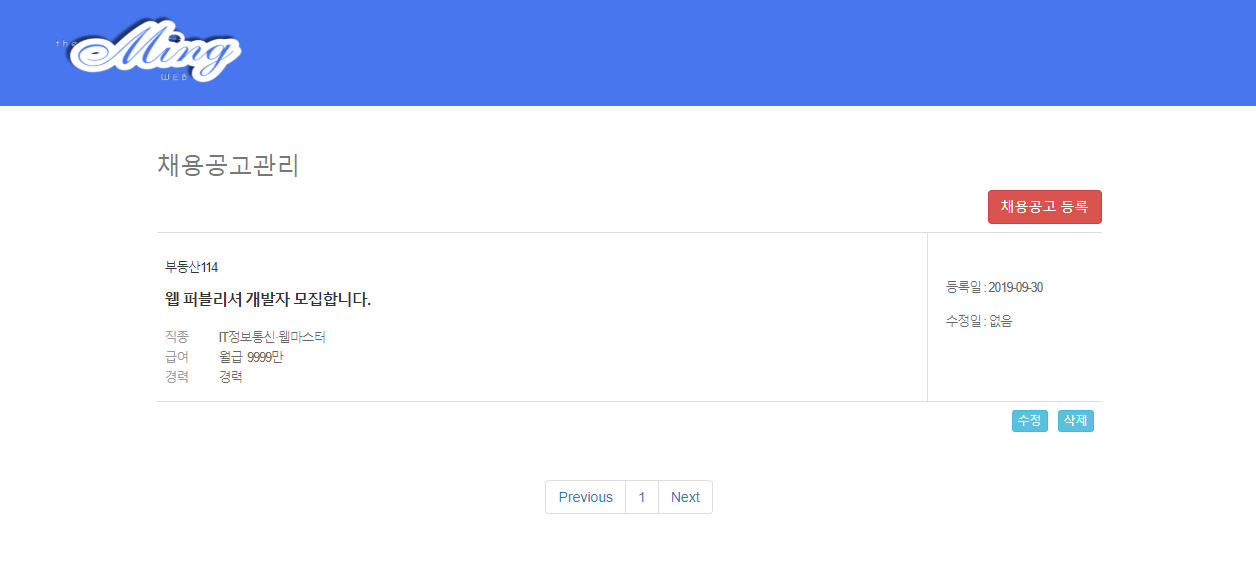 the Ming
WEB
채용공고관리
채용공고 등록
부동산114
웹 퍼블리셔 개발자 모집합니다.
직종 IT정보통신·웹마스터
급여 월급 9999만
경력 경력
등록일 : 2019-09-30
수정일 : 없음
수정 삭제
Previous 1 Next